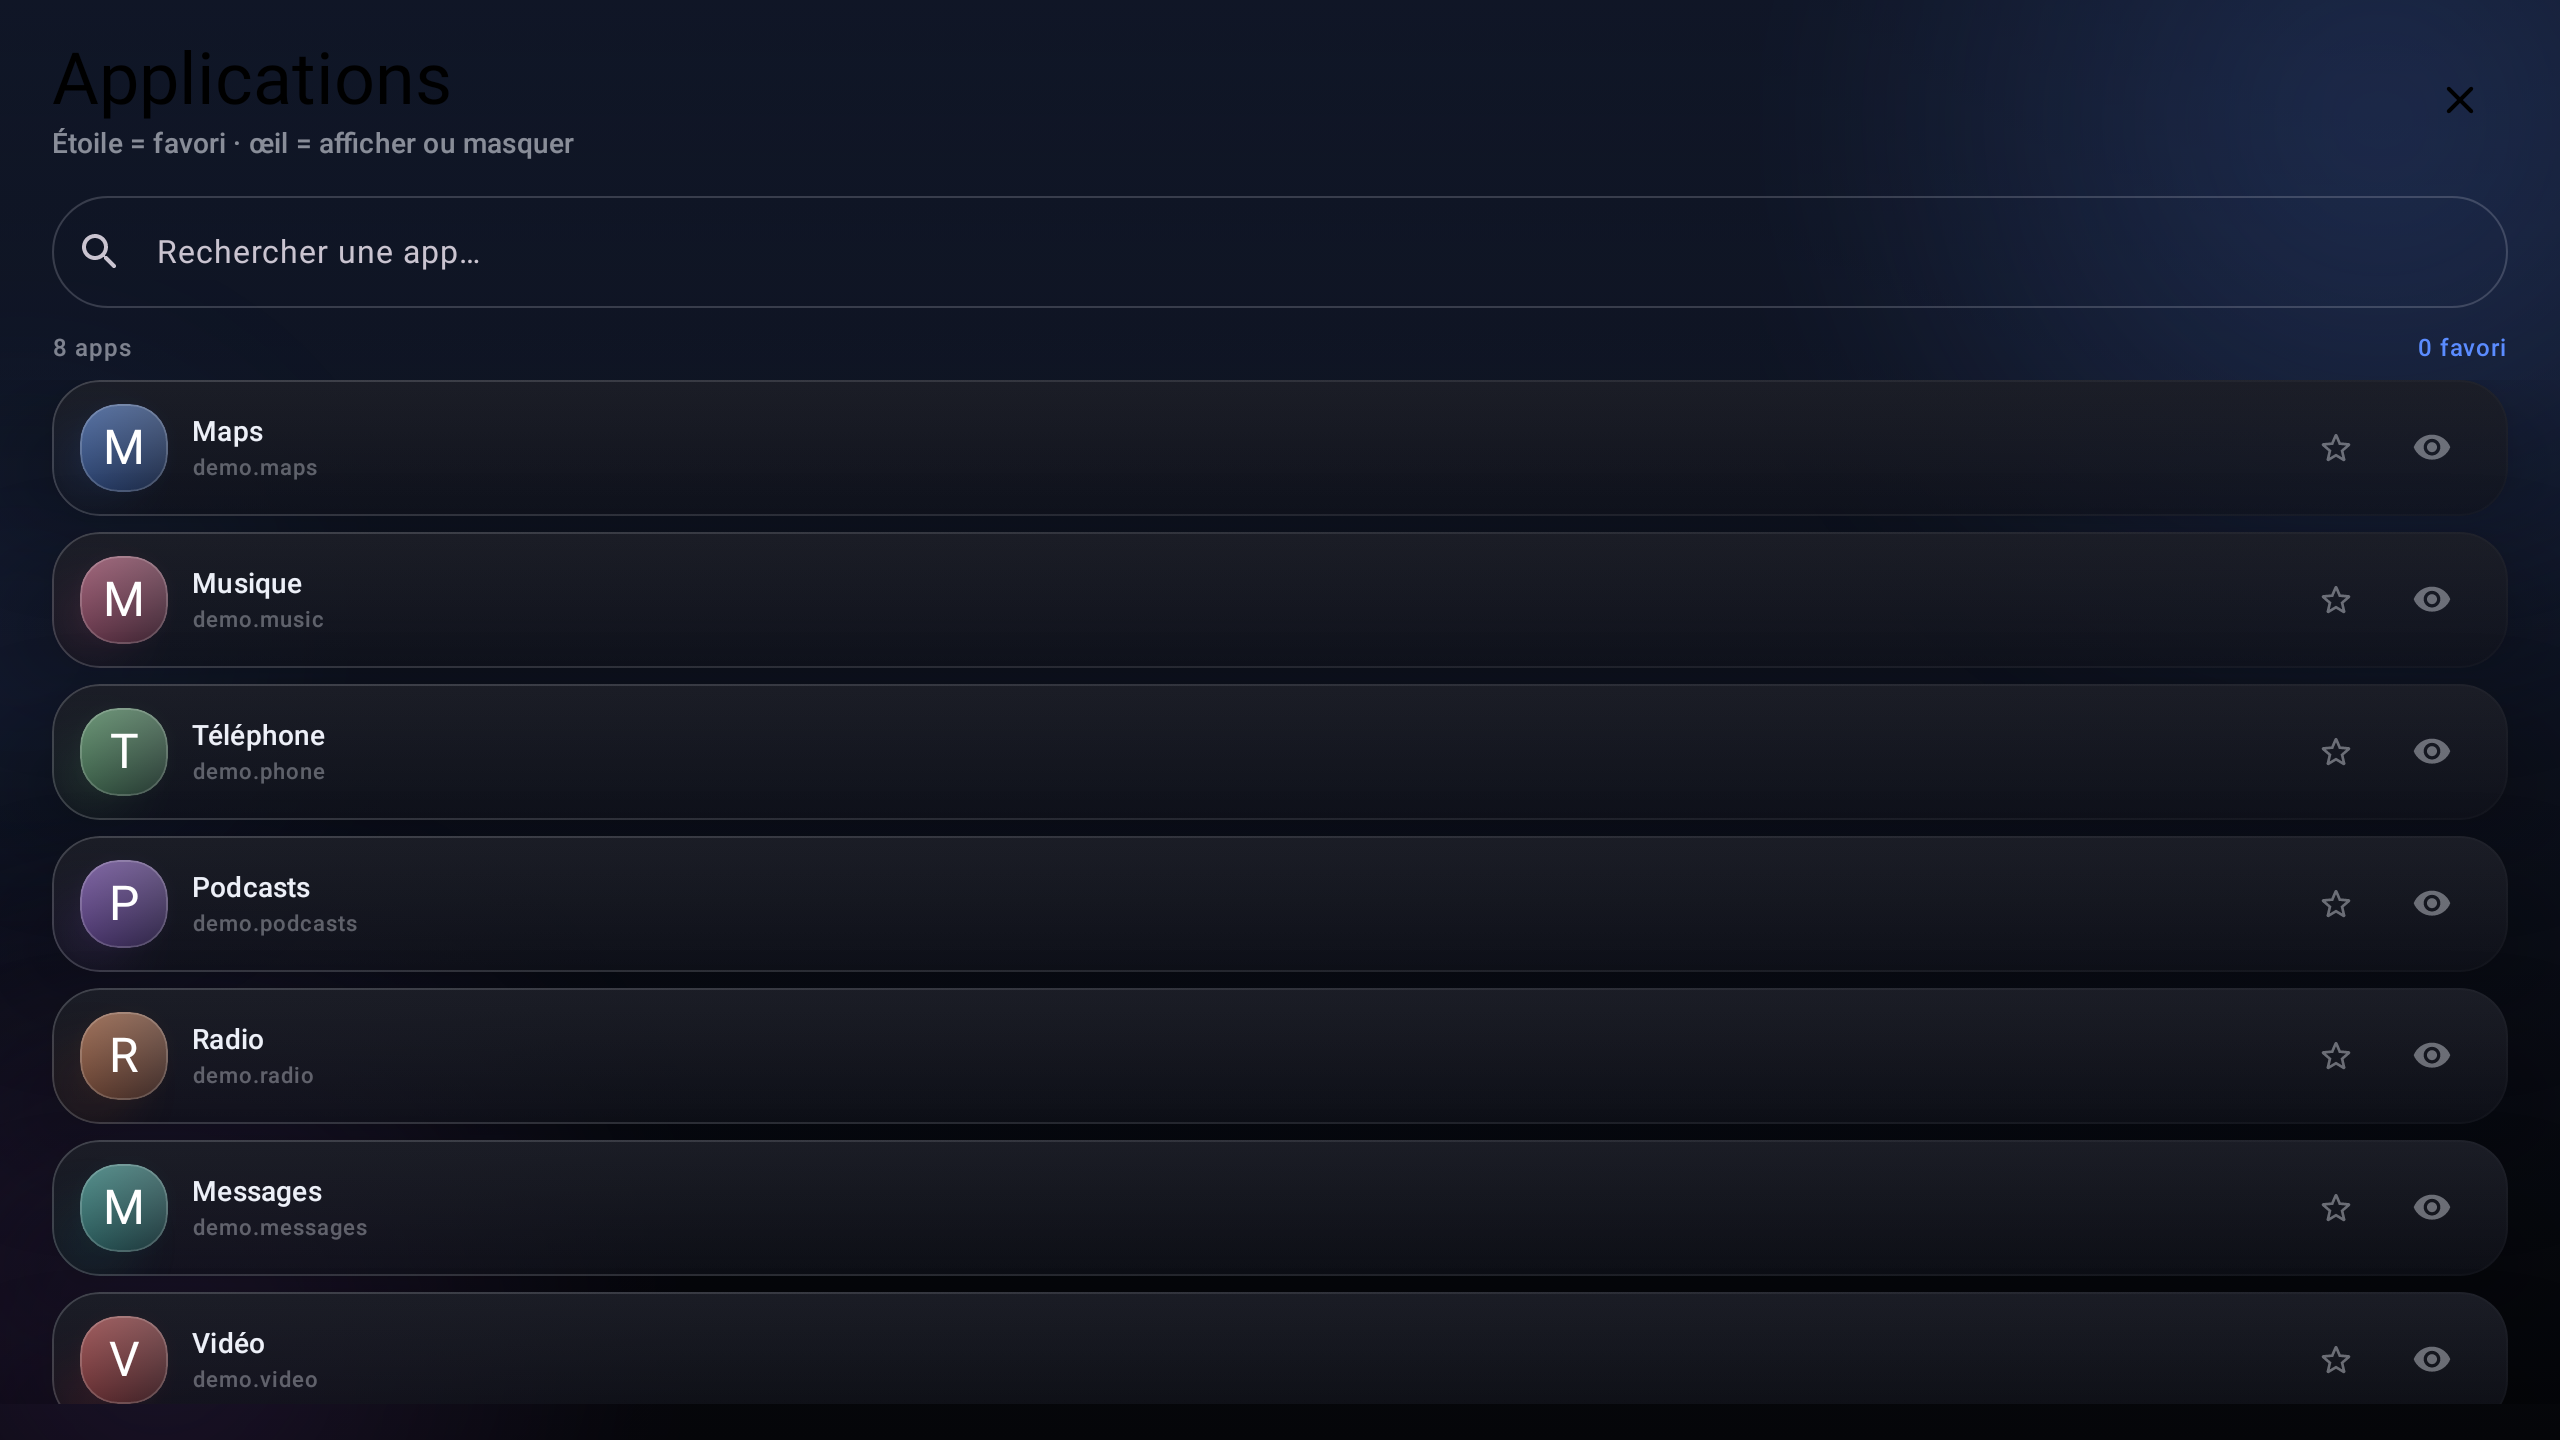 Applications
Étoile = favori · œil = afficher ou masquer
Rechercher une app…
8 apps
0 favori
M
Maps
demo.maps
M
Musique
demo.music
T
Téléphone
demo.phone
P
Podcasts
demo.podcasts
R
Radio
demo.radio
M
Messages
demo.messages
V
Vidéo
demo.video